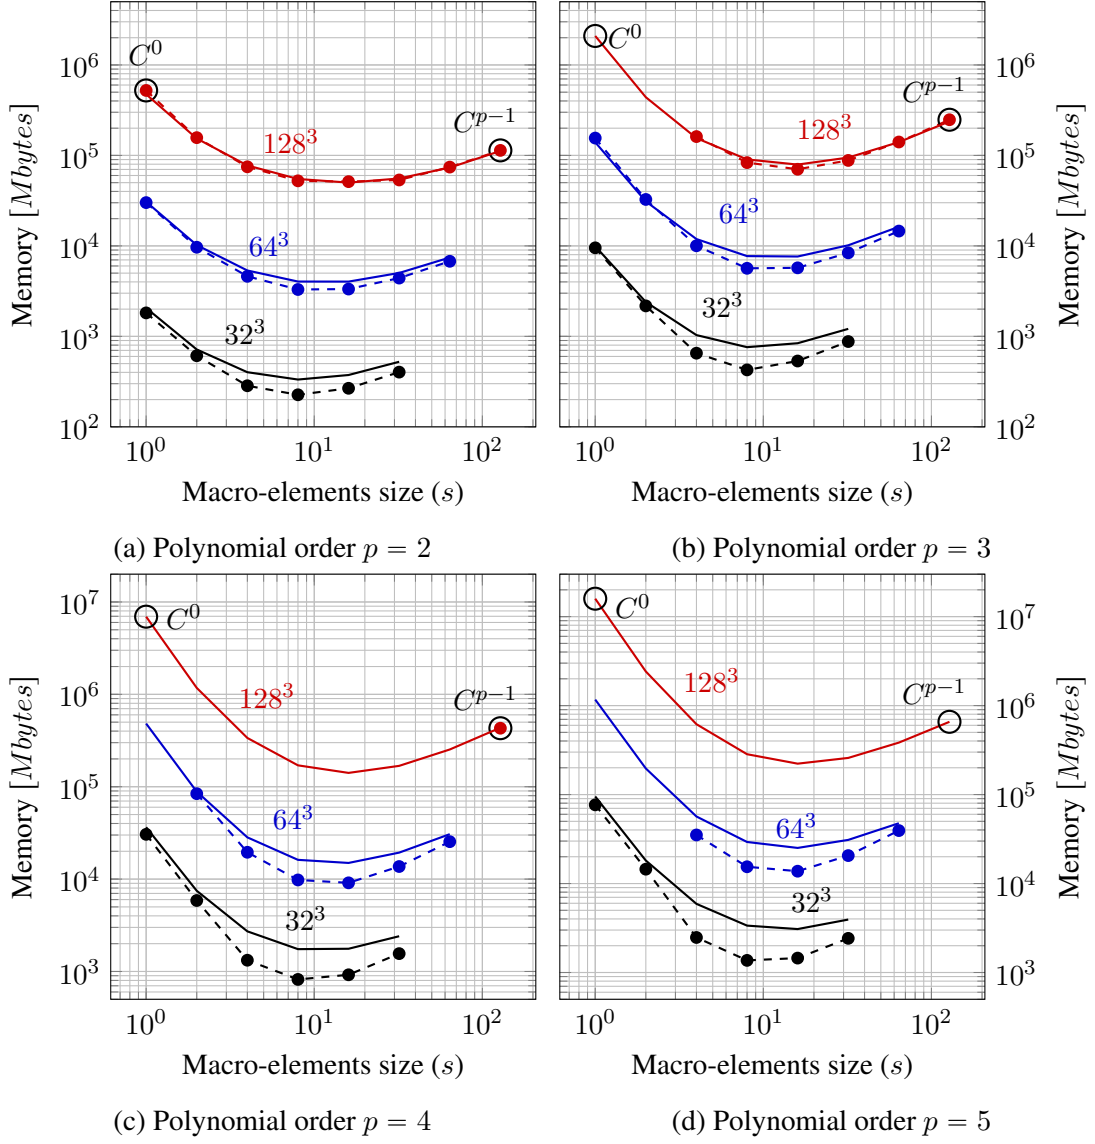 C^0
C^{p−1}
128^3
64^3
32^3
10^6
10^5
10^4
10^3
10^2
10^0 10^1 10^2
Memory [Mbytes]
Macro-elements size (s)
(a) Polynomial order p = 2
C^0
C^{p−1}
128^3
64^3
32^3
10^6
10^5
10^4
10^3
10^2
10^0 10^1 10^2
Memory [Mbytes]
Macro-elements size (s)
(b) Polynomial order p = 3
C^0
C^{p−1}
128^3
64^3
32^3
10^7
10^6
10^5
10^4
10^3
10^0 10^1 10^2
Memory [Mbytes]
Macro-elements size (s)
(c) Polynomial order p = 4
C^0
C^{p−1}
128^3
64^3
32^3
10^7
10^6
10^5
10^4
10^3
10^0 10^1 10^2
Memory [Mbytes]
Macro-elements size (s)
(d) Polynomial order p = 5